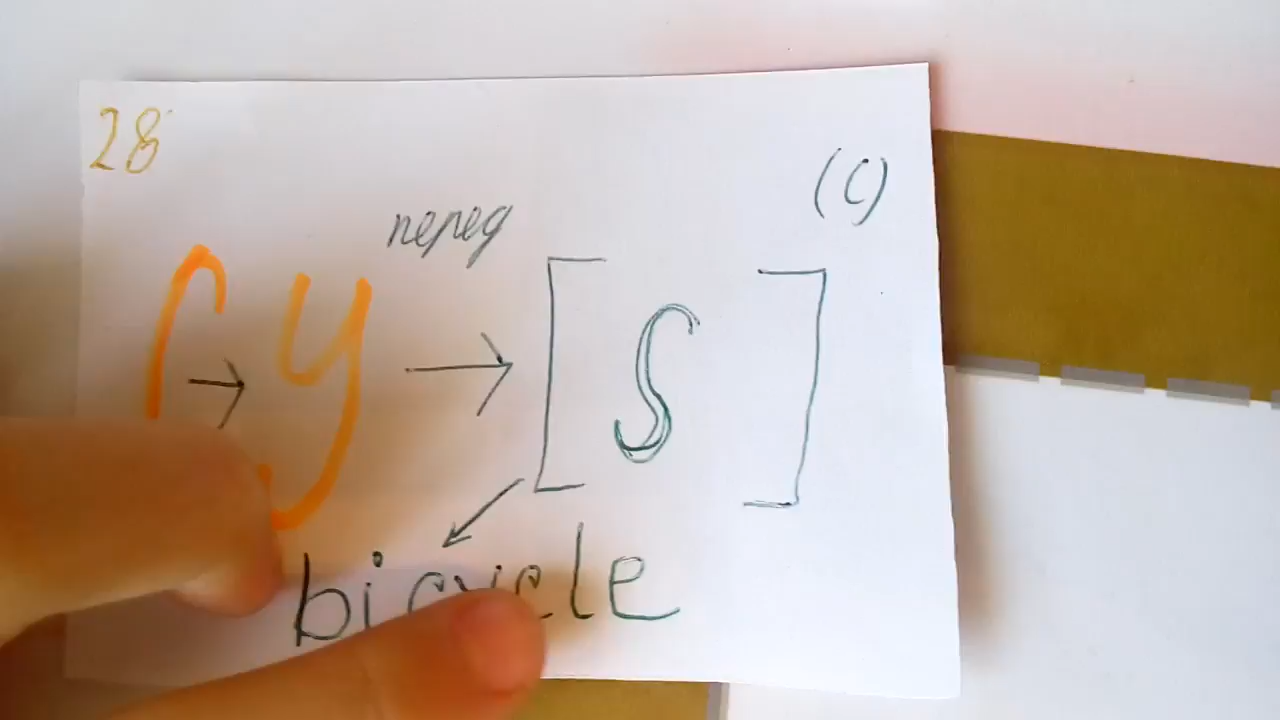 28
(с)
перед
c → y → [ s ]
bicycle